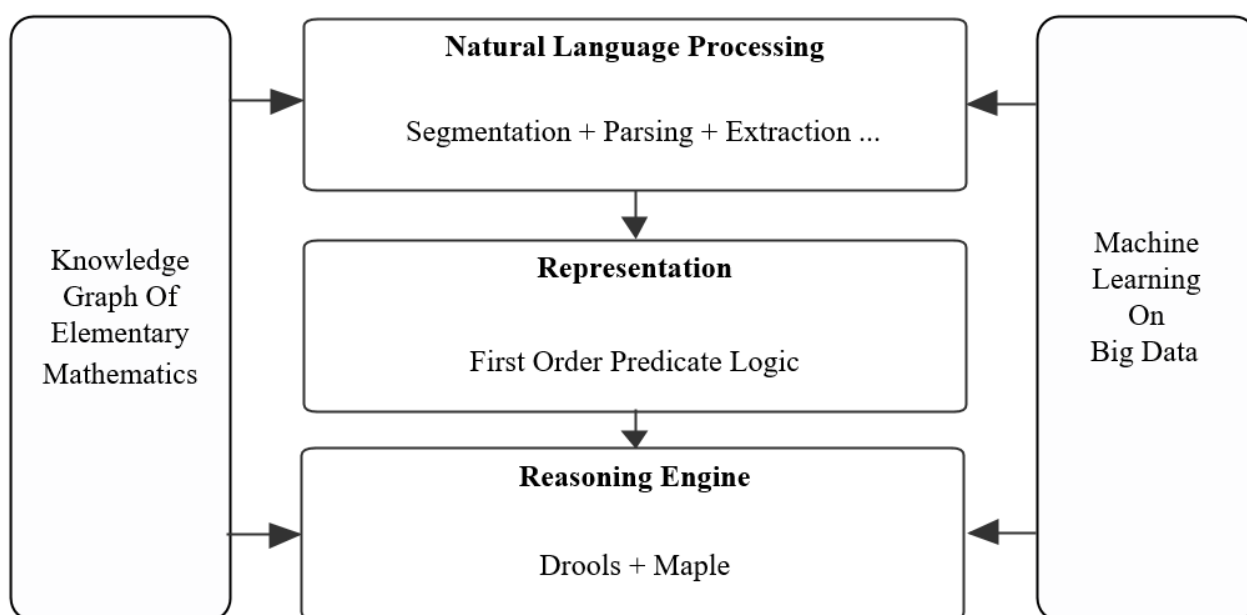 Natural Language Processing
Segmentation + Parsing + Extraction ...
Knowledge
Graph Of
Elementary
Mathematics
Representation
First Order Predicate Logic
Machine
Learning
On
Big Data
Reasoning Engine
Drools + Maple